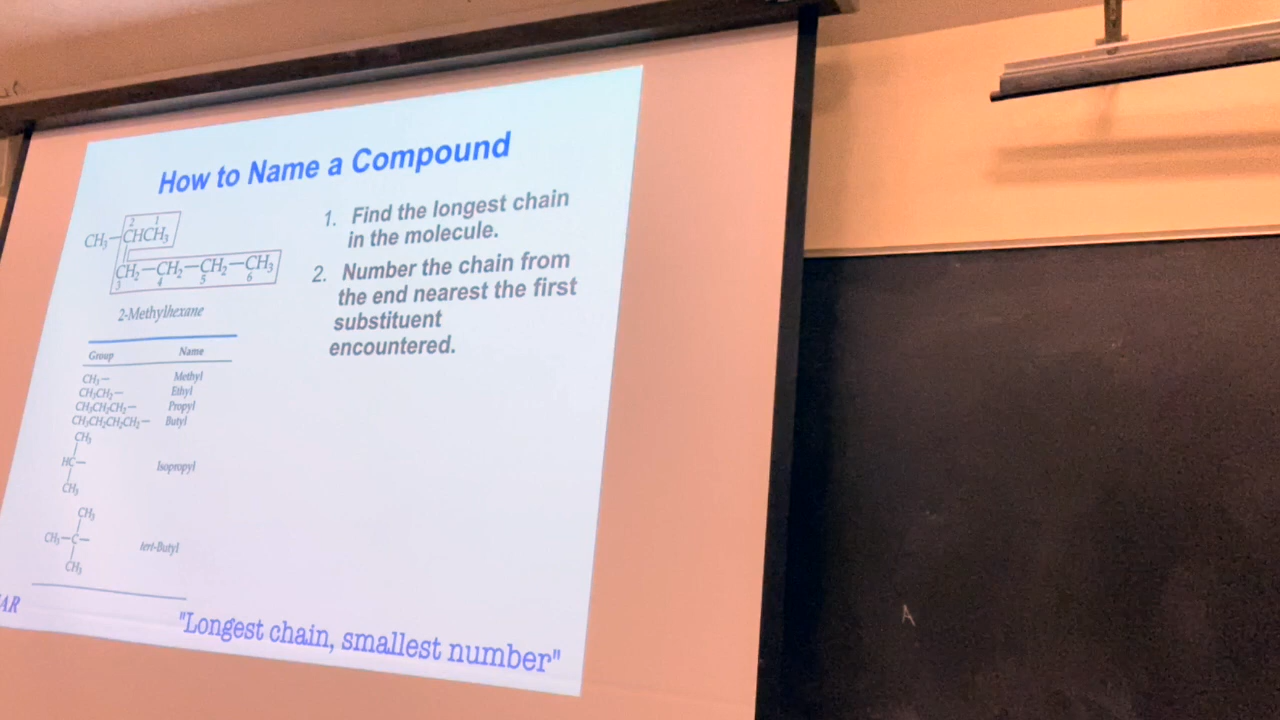 How to Name a Compound
2 1
CH₃—CHCH₃
CH₂—CH₂—CH₂—CH₃
3 4 5 6
2-Methylhexane
1. Find the longest chain
in the molecule.
2. Number the chain from
the end nearest the first
substituent
encountered.
Group Name
CH₃— Methyl
CH₃CH₂— Ethyl
CH₃CH₂CH₂— Propyl
CH₃CH₂CH₂CH₂— Butyl
CH₃
HC— Isopropyl
CH₃
CH₃
CH₃—C— tert-Butyl
CH₃
AR
"Longest chain, smallest number"
A